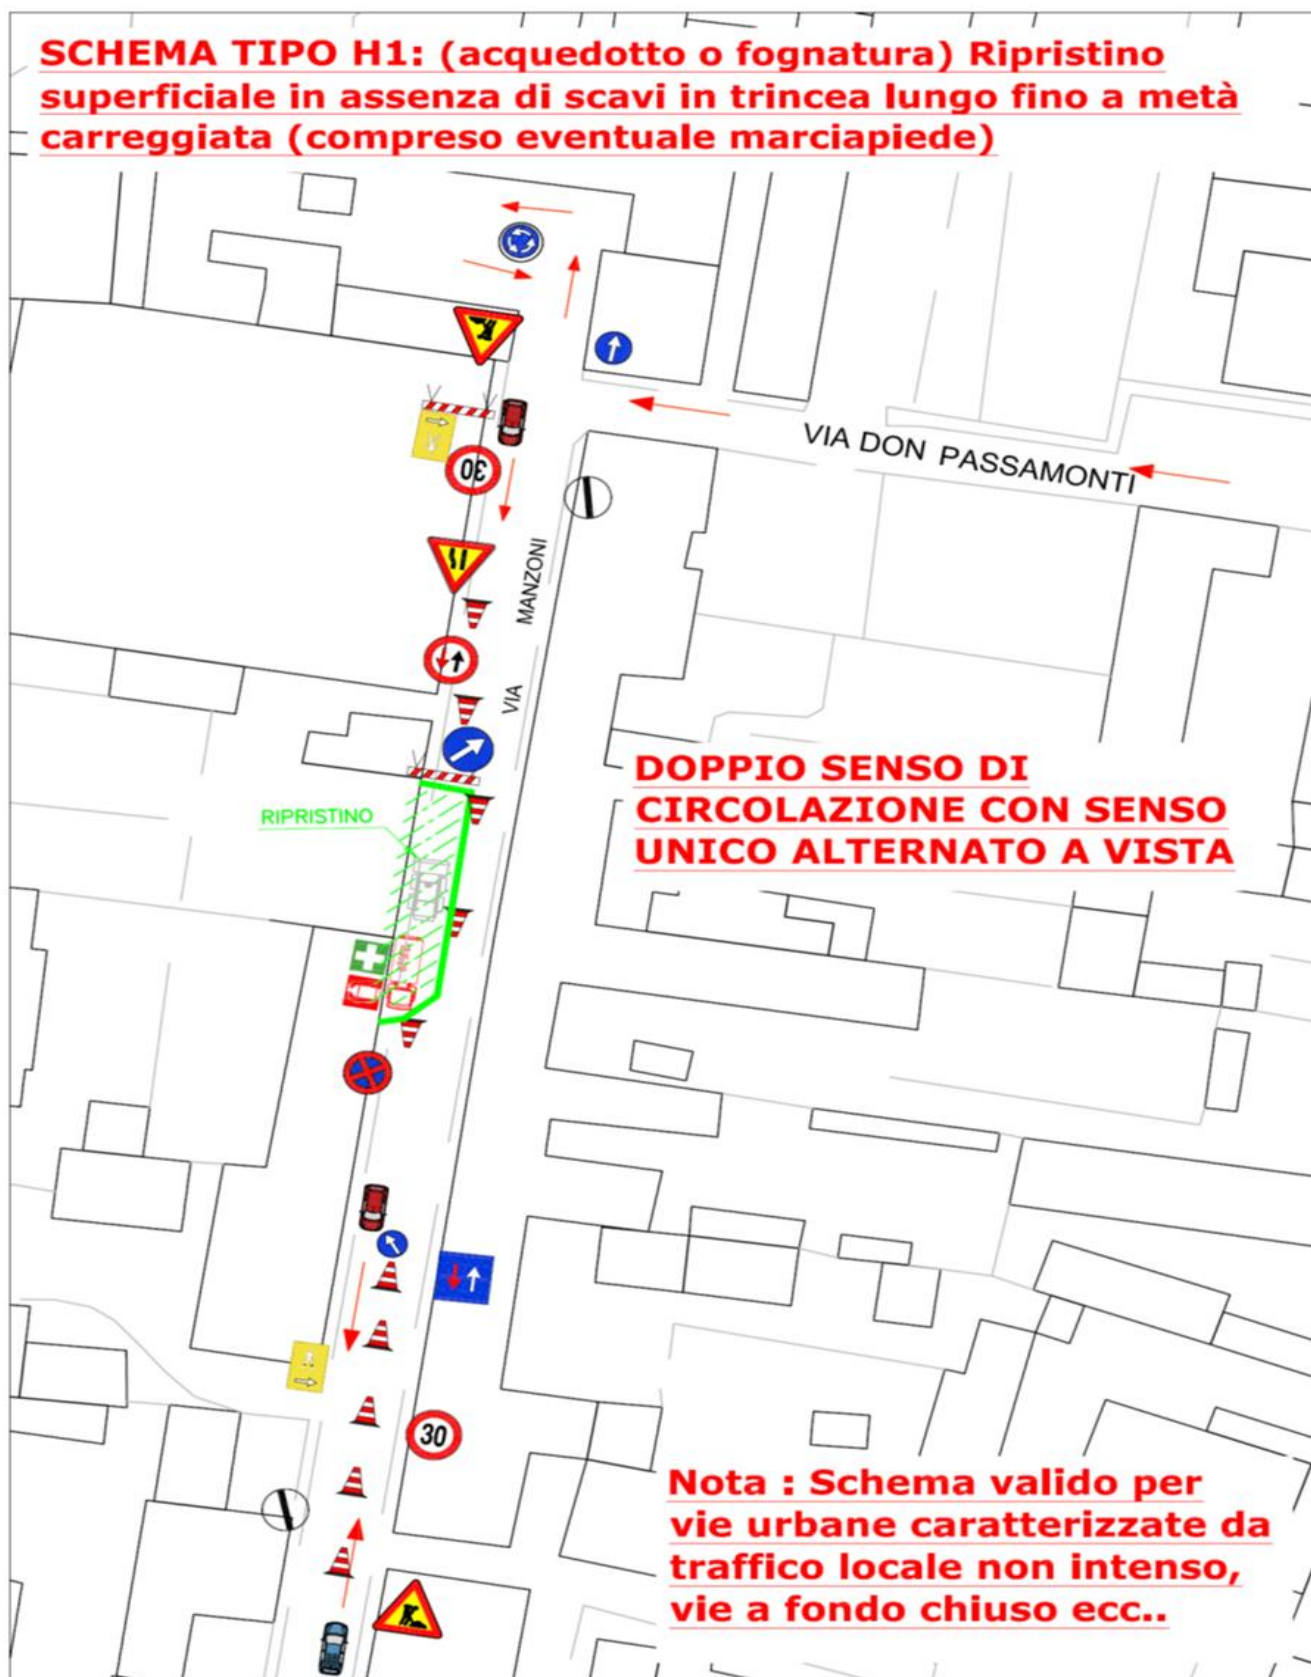 SCHEMA TIPO H1: (acquedotto o fognatura) Ripristino
superficiale in assenza di scavi in trincea lungo fino a metà
carreggiata (compreso eventuale marciapiede)
VIA DON PASSAMONTI
30
VIA MANZONI
DOPPIO SENSO DI
CIRCOLAZIONE CON SENSO
UNICO ALTERNATO A VISTA
RIPRISTINO
30
Nota : Schema valido per
vie urbane caratterizzate da
traffico locale non intenso,
vie a fondo chiuso ecc..